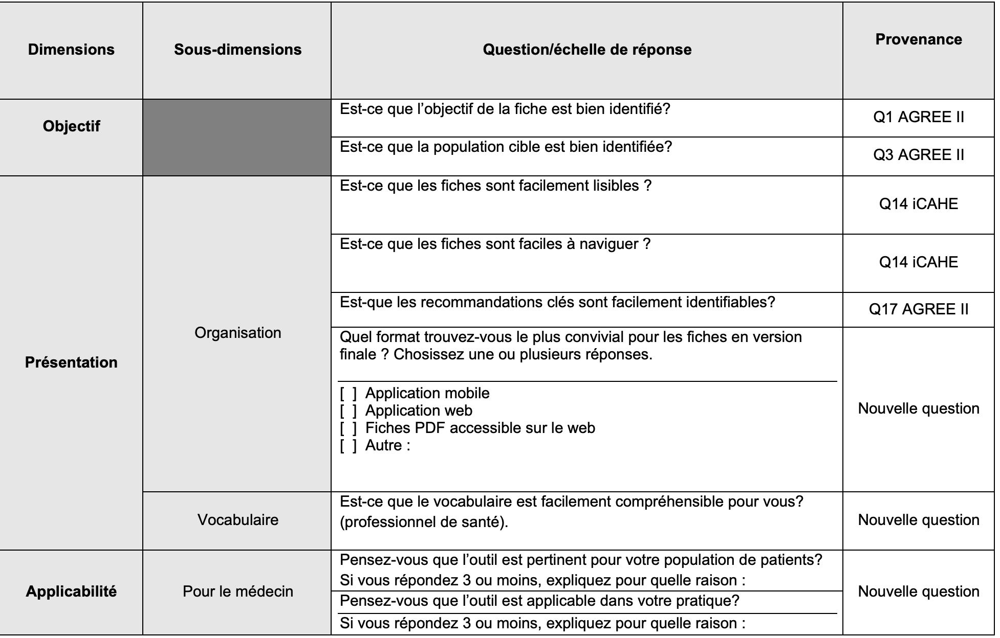 Dimensions
Sous-dimensions
Question/échelle de réponse
Provenance
Objectif
Est-ce que l’objectif de la fiche est bien identifié?
Q1 AGREE II
Est-ce que la population cible est bien identifiée?
Q3 AGREE II
Présentation
Organisation
Est-ce que les fiches sont facilement lisibles ?
Q14 iCAHE
Est-ce que les fiches sont faciles à naviguer ?
Q14 iCAHE
Est-que les recommandations clés sont facilement identifiables?
Q17 AGREE II
Quel format trouvez-vous le plus convivial pour les fiches en version
finale ? Chosissez une ou plusieurs réponses.
[ ] Application mobile
[ ] Application web
[ ] Fiches PDF accessible sur le web
[ ] Autre :
Nouvelle question
Vocabulaire
Est-ce que le vocabulaire est facilement compréhensible pour vous?
(professionnel de santé).
Nouvelle question
Applicabilité
Pour le médecin
Pensez-vous que l’outil est pertinent pour votre population de patients?
Si vous répondez 3 ou moins, expliquez pour quelle raison :
Pensez-vous que l’outil est applicable dans votre pratique?
Si vous répondez 3 ou moins, expliquez pour quelle raison :
Nouvelle question